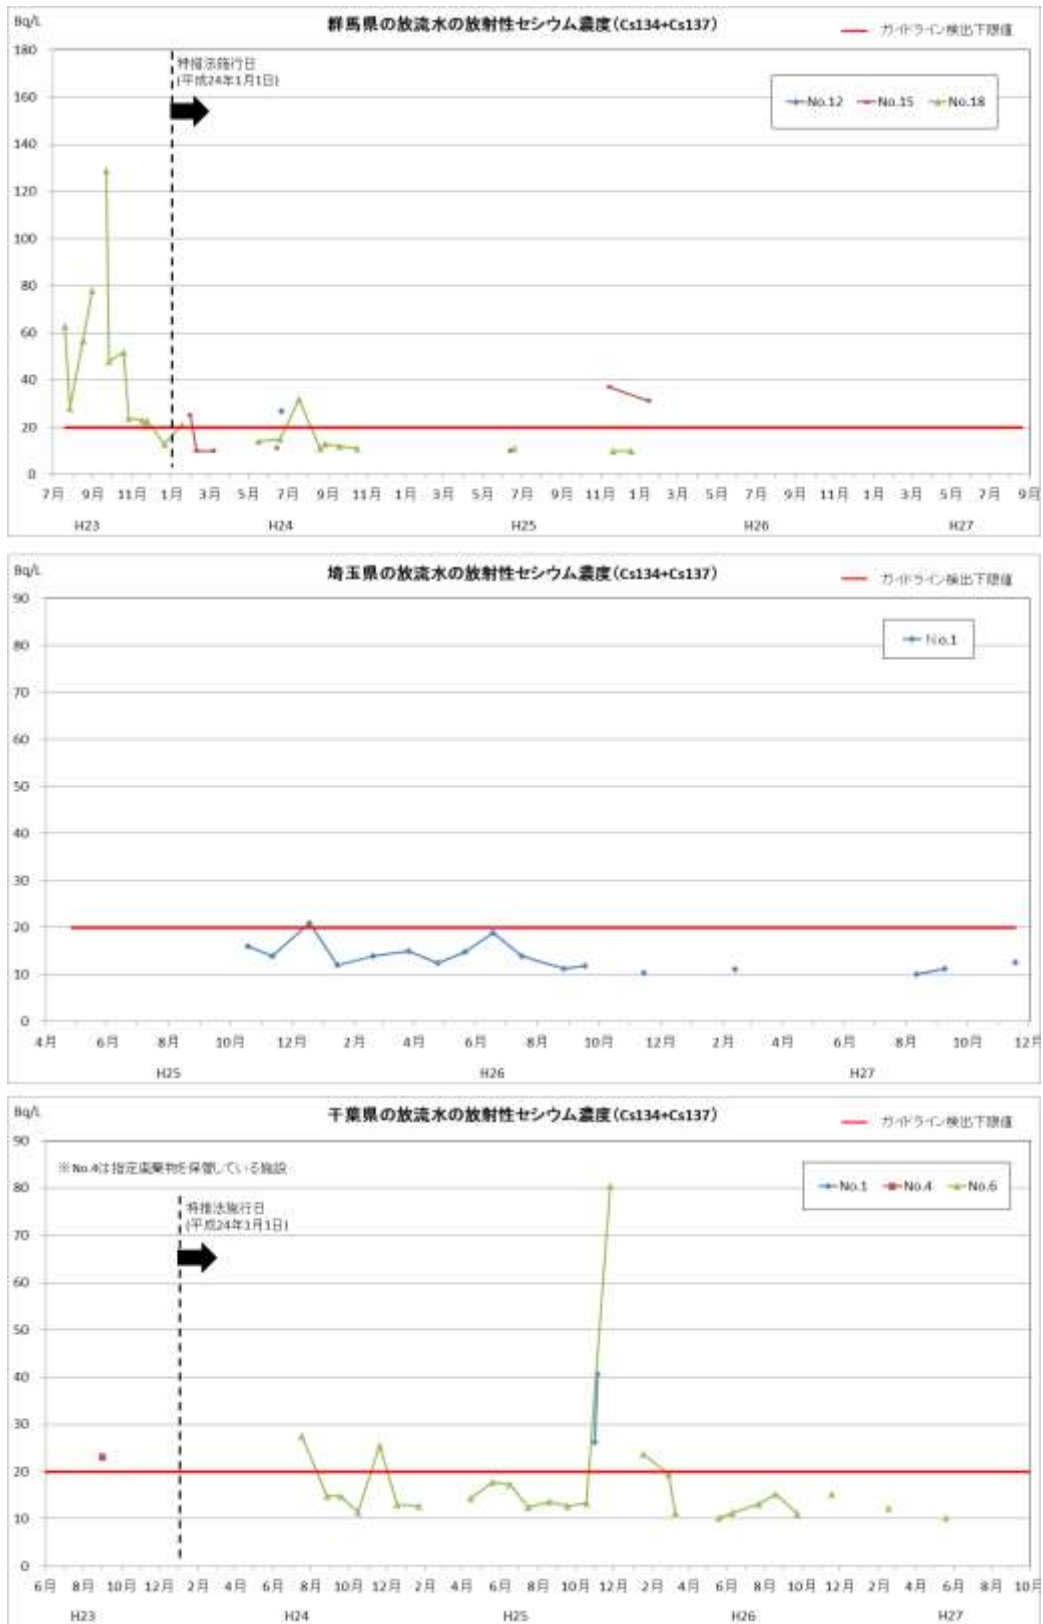 Bq/L
群馬県の放流水の放射性セシウム濃度(Cs134+Cs137)
ガイドライン検出下限値
特措法施行日
(平成24年1月1日)
No.12 No.15 No.18
180
160
140
120
100
80
60
40
20
0
7月 9月 11月 1月 3月 5月 7月 9月 11月 1月 3月 5月 7月 9月 11月 1月 3月 5月 7月 9月 11月 1月 3月 5月 7月 9月
H23 H24 H25 H26 H27
Bq/L
埼玉県の放流水の放射性セシウム濃度(Cs134+Cs137)
ガイドライン検出下限値
No.1
90
80
70
60
50
40
30
20
10
0
4月 6月 8月 10月 12月 2月 4月 6月 8月 10月 12月 2月 4月 6月 8月 10月 12月
H25 H26 H27
Bq/L
千葉県の放流水の放射性セシウム濃度(Cs134+Cs137)
ガイドライン検出下限値
※No.4は指定廃棄物を保管している施設
特措法施行日
(平成24年1月1日)
No.1 No.4 No.6
90
80
70
60
50
40
30
20
10
0
6月 8月 10月 12月 2月 4月 6月 8月 10月 12月 2月 4月 6月 8月 10月 12月 2月 4月 6月 8月 10月 12月 2月 4月 6月 8月 10月
H23 H24 H25 H26 H27